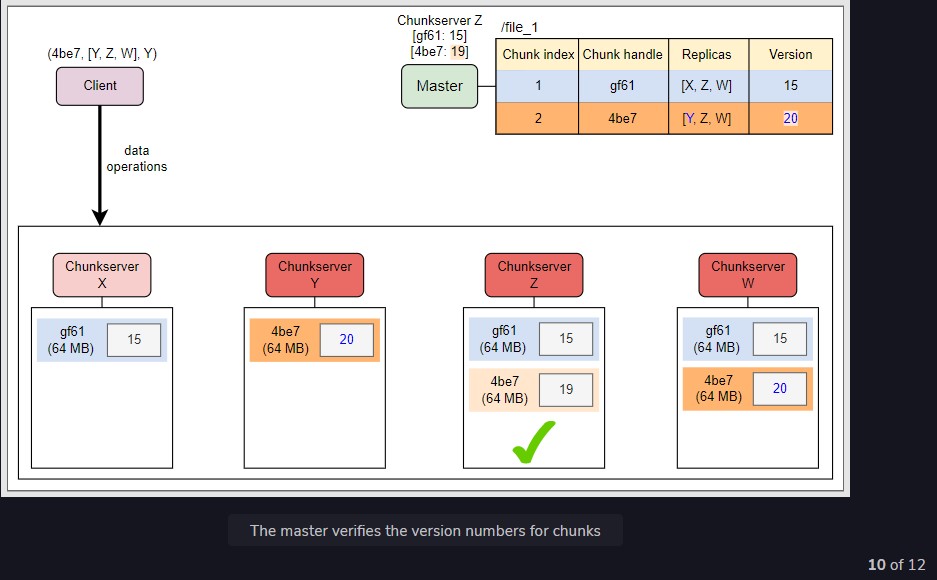 Chunkserver Z
[gf61: 15]
[4be7: 19]
/file_1
(4be7, [Y, Z, W], Y)
Client
Master
Chunk index Chunk handle Replicas Version
1 gf61 [X, Z, W] 15
2 4be7 [Y, Z, W] 20
data
operations
Chunkserver
X
Chunkserver
Y
Chunkserver
Z
Chunkserver
W
gf61
(64 MB)
15
4be7
(64 MB)
20
gf61
(64 MB)
15
4be7
(64 MB)
19
gf61
(64 MB)
15
4be7
(64 MB)
20
The master verifies the version numbers for chunks
10 of 12